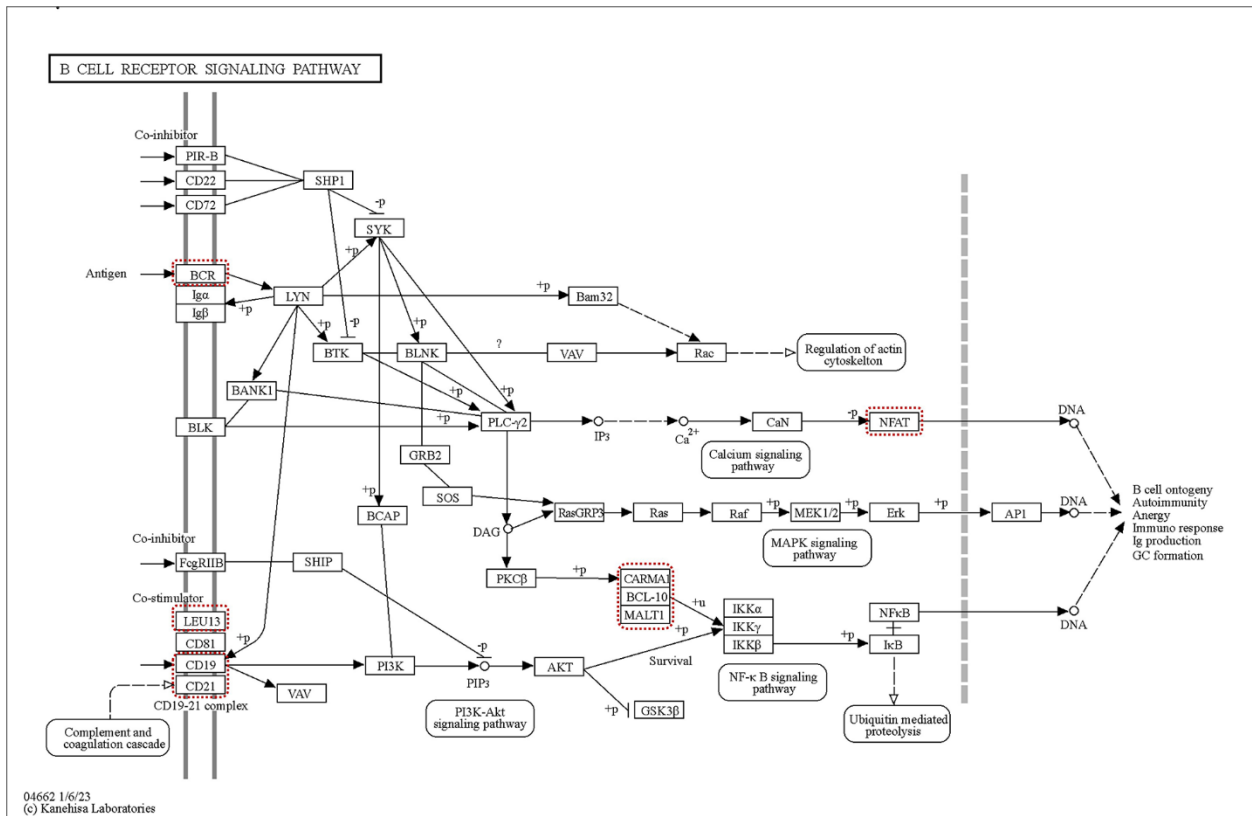 B CELL RECEPTOR SIGNALING PATHWAY
Co-inhibitor
PIR-B
CD22
SHP1
CD72
-p
SYK
+p
Antigen
BCR
Igα
LYN
+p
Bam32
Igβ
+p
+p
-p
+p
BTK
BLNK
?
VAV
Rac
Regulation of actin
cytoskelton
BANK1
+p
+p
BLK
+p
PLC-γ2
IP3
Ca2+
CaN
-p
NFAT
DNA
Calcium signaling
pathway
GRB2
SOS
+p
BCAP
DAG
RasGRP3
Ras
Raf
+p
MEK1/2
+p
Erk
+p
AP1
DNA
MAPK signaling
pathway
B cell ontogeny
Autoimmunity
Anergy
Immuno response
Ig production
GC formation
Co-inhibitor
FcgRIIB
SHIP
PKCβ
+p
CARMA1
BCL-10
MALT1
+u
+p
IKKα
IKKγ
IKKβ
+p
NFκB
IκB
DNA
Co-stimulator
LEU13
CD81
+p
CD19
CD21
CD19-21 complex
VAV
PI3K
-p
PIP3
AKT
Survival
+p
GSK3β
NF-κ B signaling
pathway
PI3K-Akt
signaling pathway
Ubiquitin mediated
proteolysis
Complement and
coagulation cascade
04662 1/6/23
(c) Kanehisa Laboratories